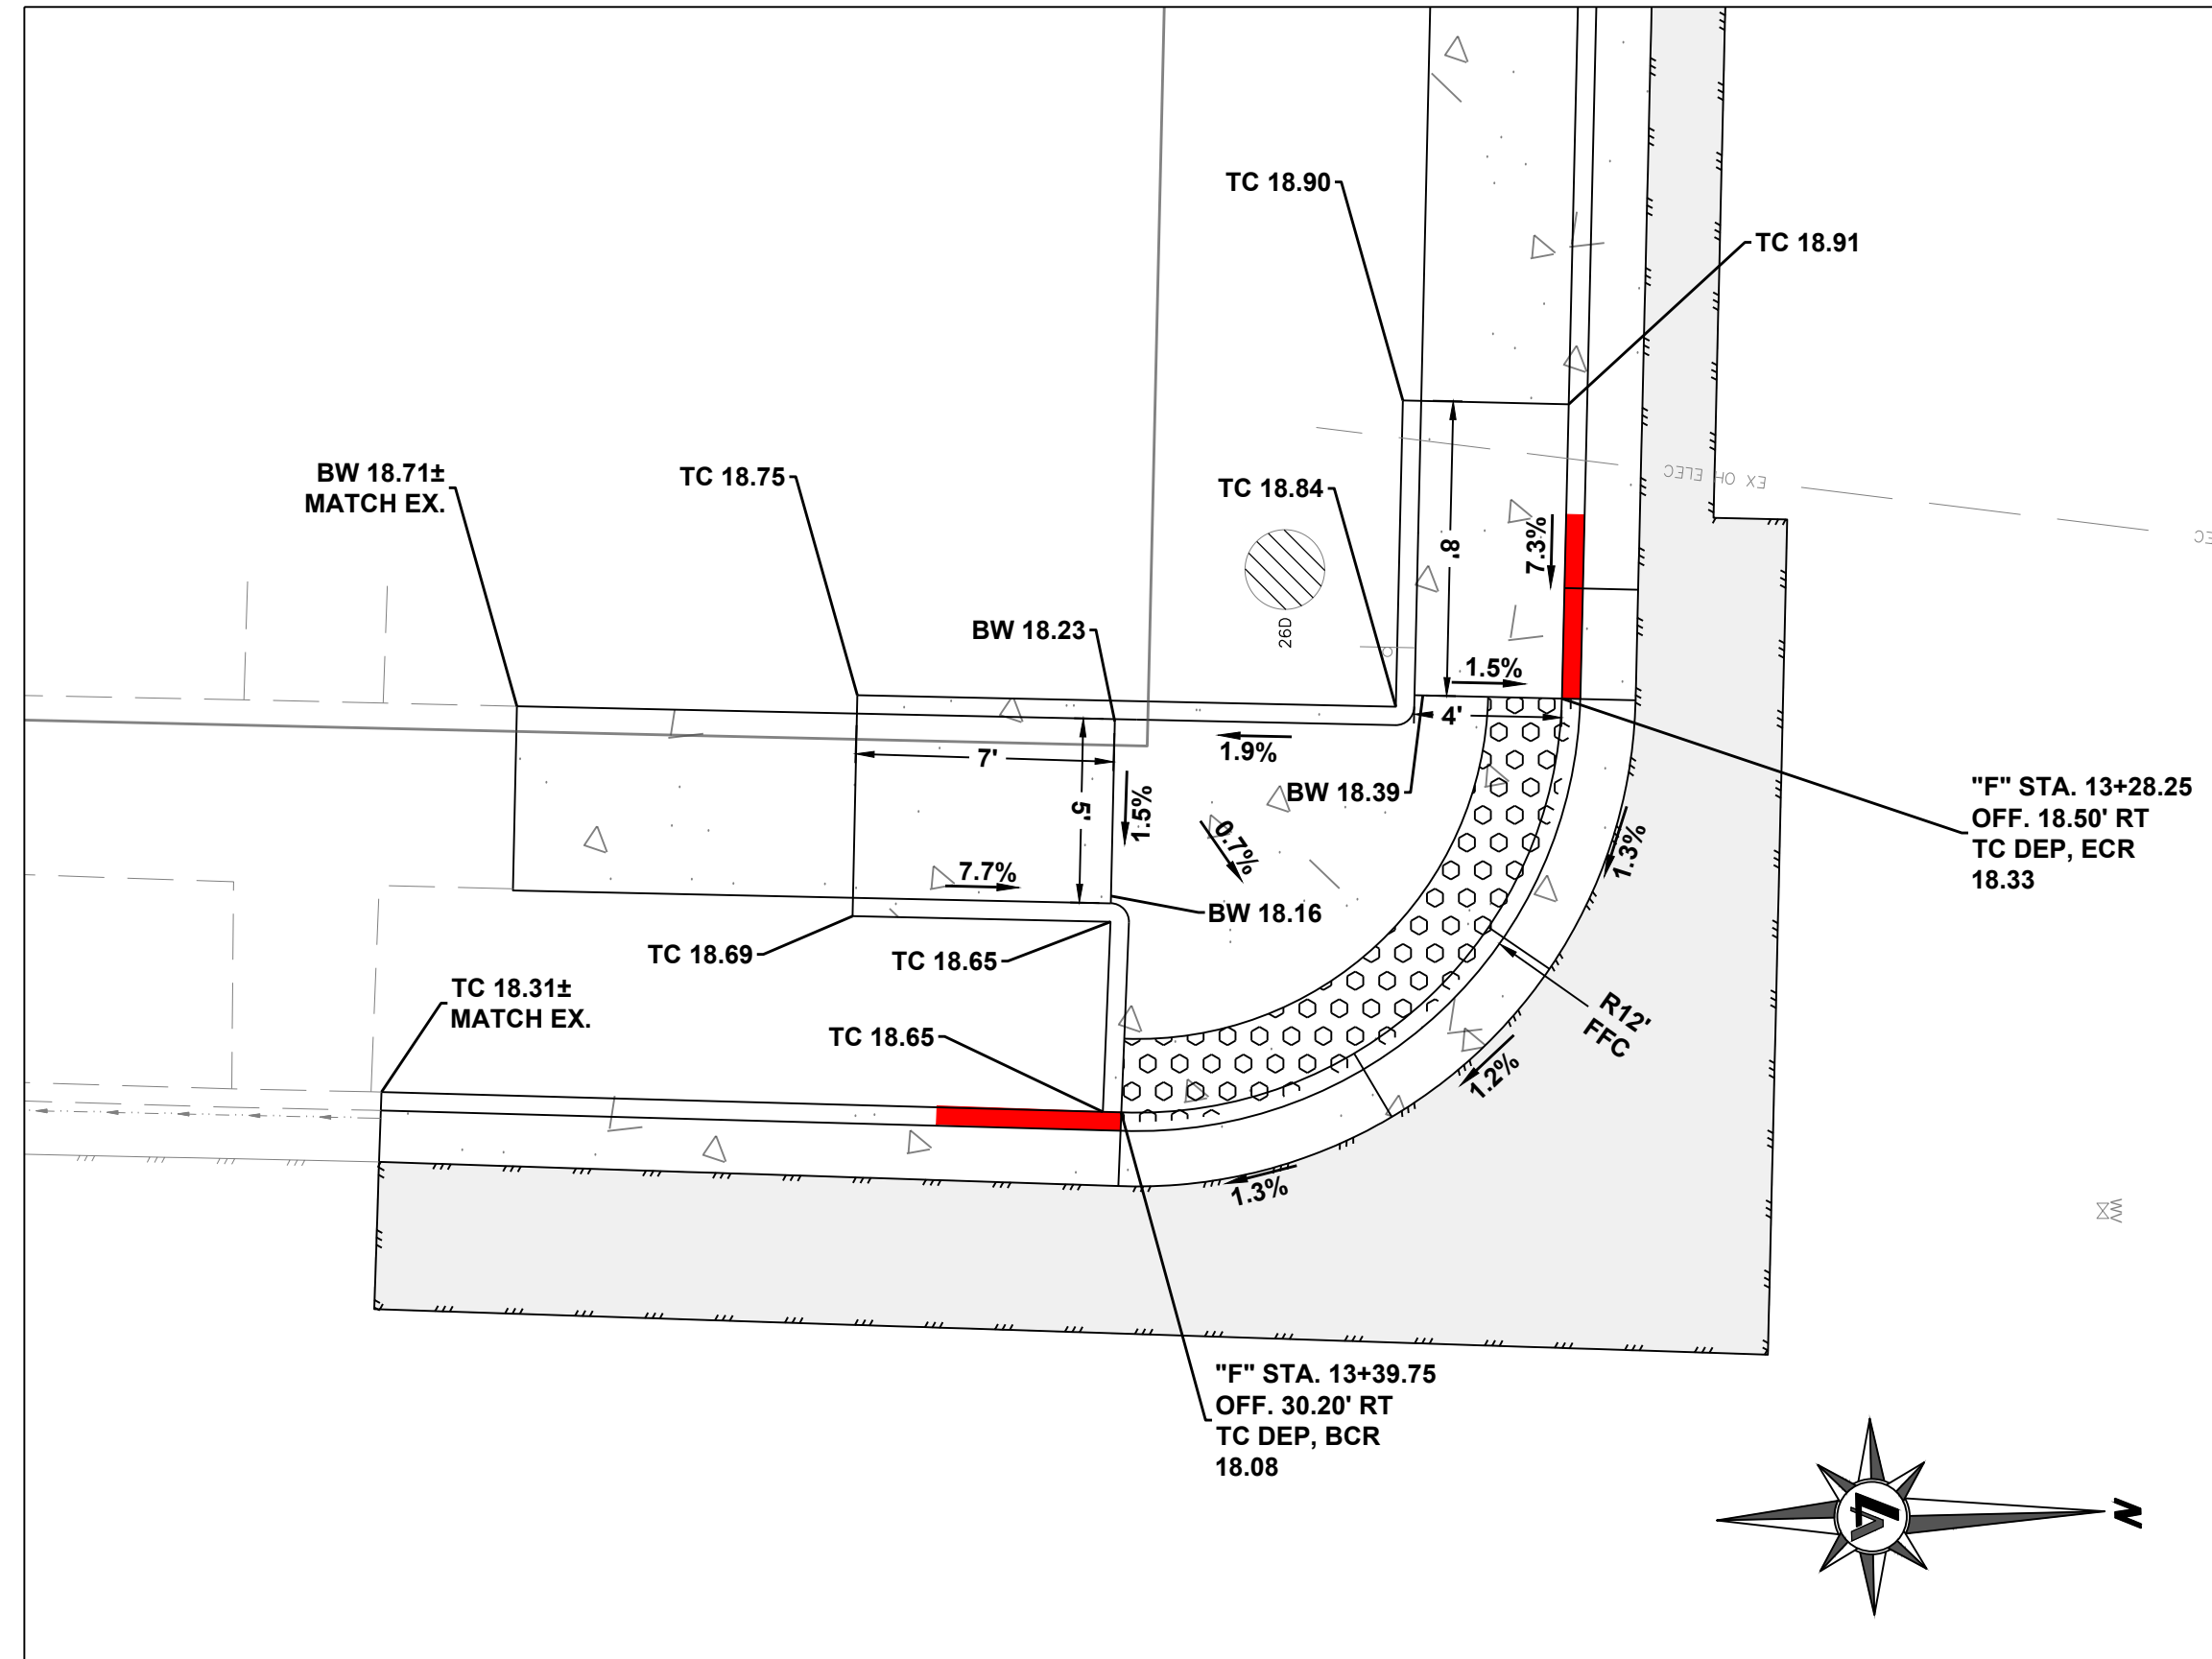 TC 18.90
TC 18.91
BW 18.71±
MATCH EX.
TC 18.75
TC 18.84
EX OH ELEC
8'
7.3%
BW 18.23
26D
1.5%
4'
1.9%
7'
5'
1.5%
BW 18.39
0.7%
1.3%
"F" STA. 13+28.25
OFF. 18.50' RT
TC DEP, ECR
18.33
7.7%
BW 18.16
TC 18.69
TC 18.65
TC 18.31±
MATCH EX.
TC 18.65
R12'
FFC
1.2%
1.3%
WV
"F" STA. 13+39.75
OFF. 30.20' RT
TC DEP, BCR
18.08
N